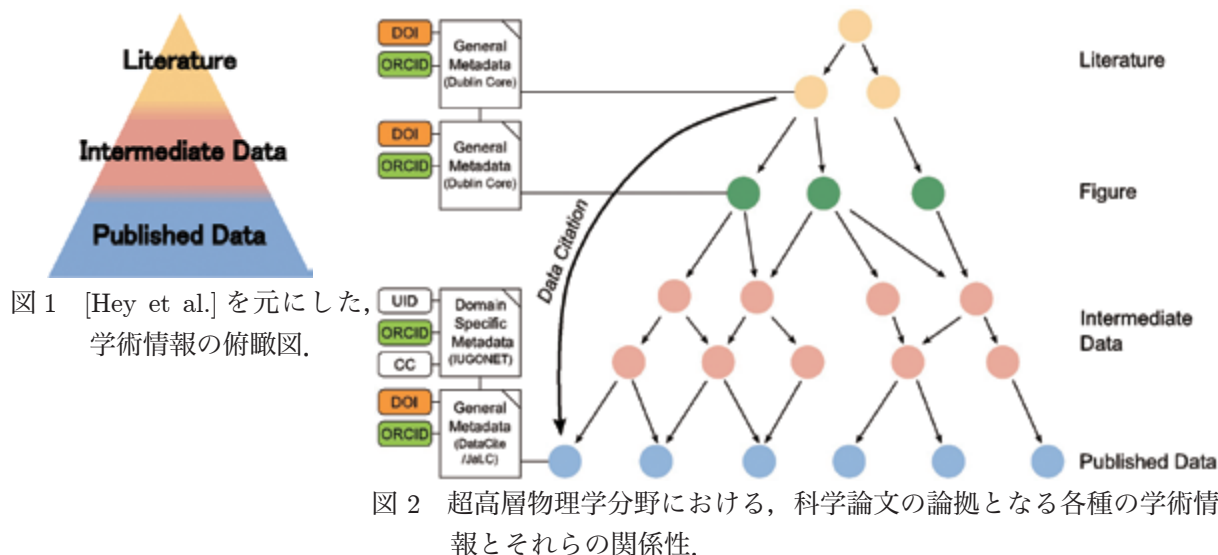 Literature
Intermediate Data
Published Data
図1 [Hey et al.] を元にした,
学術情報の俯瞰図.
DOI
ORCID
General
Metadata
(Dublin Core)
DOI
ORCID
General
Metadata
(Dublin Core)
Data Citation
UID
ORCID
CC
Domain
Specific
Metadata
(IUGONET)
DOI
ORCID
General
Metadata
(DataCite
/JaLC)
Literature
Figure
Intermediate
Data
Published Data
図2 超高層物理学分野における，科学論文の論拠となる各種の学術情
報とそれらの関係性.